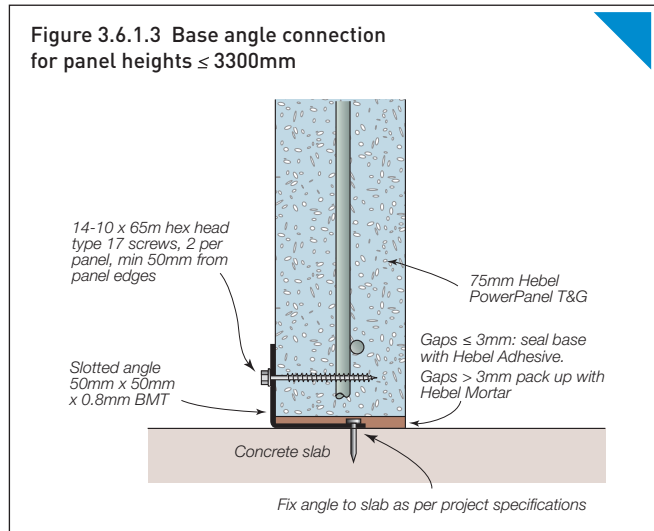 Figure 3.6.1.3 Base angle connection
for panel heights ≤ 3300mm
14-10 x 65m hex head
type 17 screws, 2 per
panel, min 50mm from
panel edges
75mm Hebel
PowerPanel T&G
Gaps ≤ 3mm: seal base
with Hebel Adhesive.
Gaps > 3mm pack up with
Hebel Mortar
Slotted angle
50mm x 50mm
x 0.8mm BMT
Concrete slab
Fix angle to slab as per project specifications